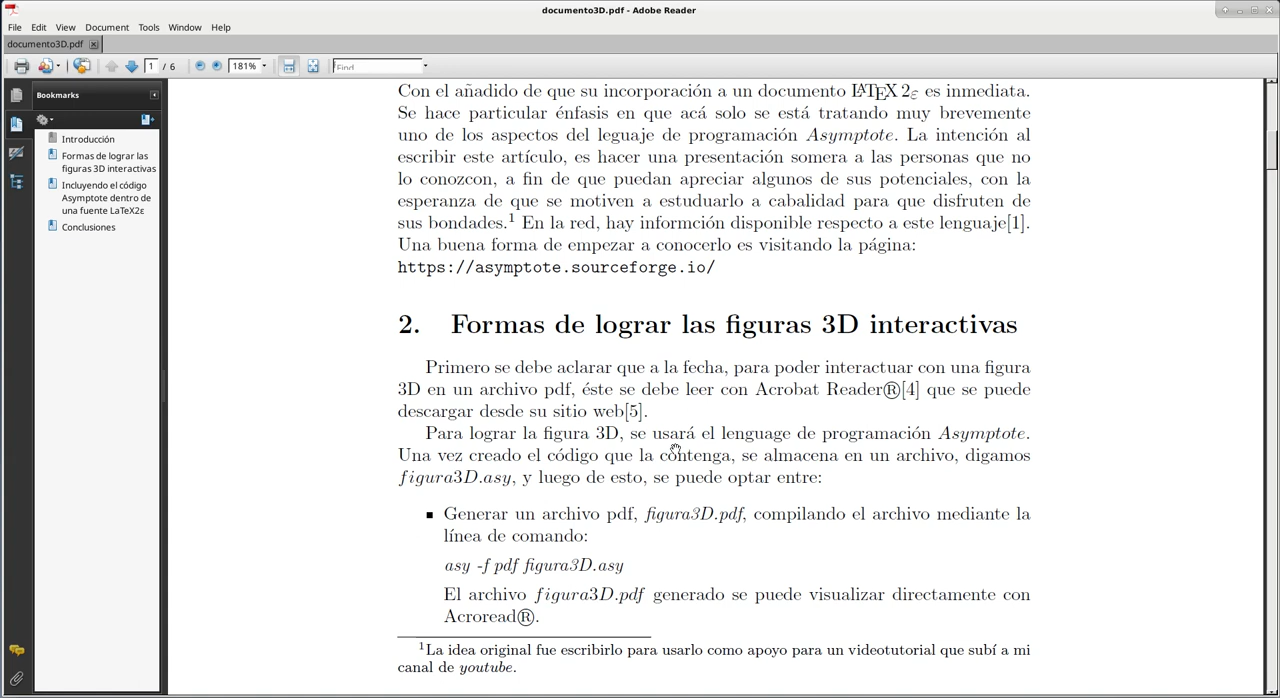 documento3D.pdf - Adobe Reader
File Edit View Document Tools Window Help
documento3D.pdf
1 / 6 181% Find
Bookmarks
Introducción
Formas de lograr las
figuras 3D interactivas
Incluyendo el código
Asymptote dentro de
una fuente LaTeX2ε
Conclusiones
Con el añadido de que su incorporación a un documento LATEX 2ε es inmediata.
Se hace particular énfasis en que acá solo se está tratando muy brevemente
uno de los aspectos del leguaje de programación Asymptote. La intención al
escribir este artículo, es hacer una presentación somera a las personas que no
lo conozcon, a fin de que puedan apreciar algunos de sus potenciales, con la
esperanza de que se motiven a estuduarlo a cabalidad para que disfruten de
sus bondades.¹ En la red, hay informción disponible respecto a este lenguaje[1].
Una buena forma de empezar a conocerlo es visitando la página:
https://asymptote.sourceforge.io/
2. Formas de lograr las figuras 3D interactivas
Primero se debe aclarar que a la fecha, para poder interactuar con una figura
3D en un archivo pdf, éste se debe leer con Acrobat Reader®[4] que se puede
descargar desde su sitio web[5].
Para lograr la figura 3D, se usará el lenguage de programación Asymptote.
Una vez creado el código que la contenga, se almacena en un archivo, digamos
figura3D.asy, y luego de esto, se puede optar entre:
▪ Generar un archivo pdf, figura3D.pdf, compilando el archivo mediante la
línea de comando:
asy -f pdf figura3D.asy
El archivo figura3D.pdf generado se puede visualizar directamente con
Acroread®.
¹La idea original fue escribirlo para usarlo como apoyo para un videotutorial que subí a mi
canal de youtube.